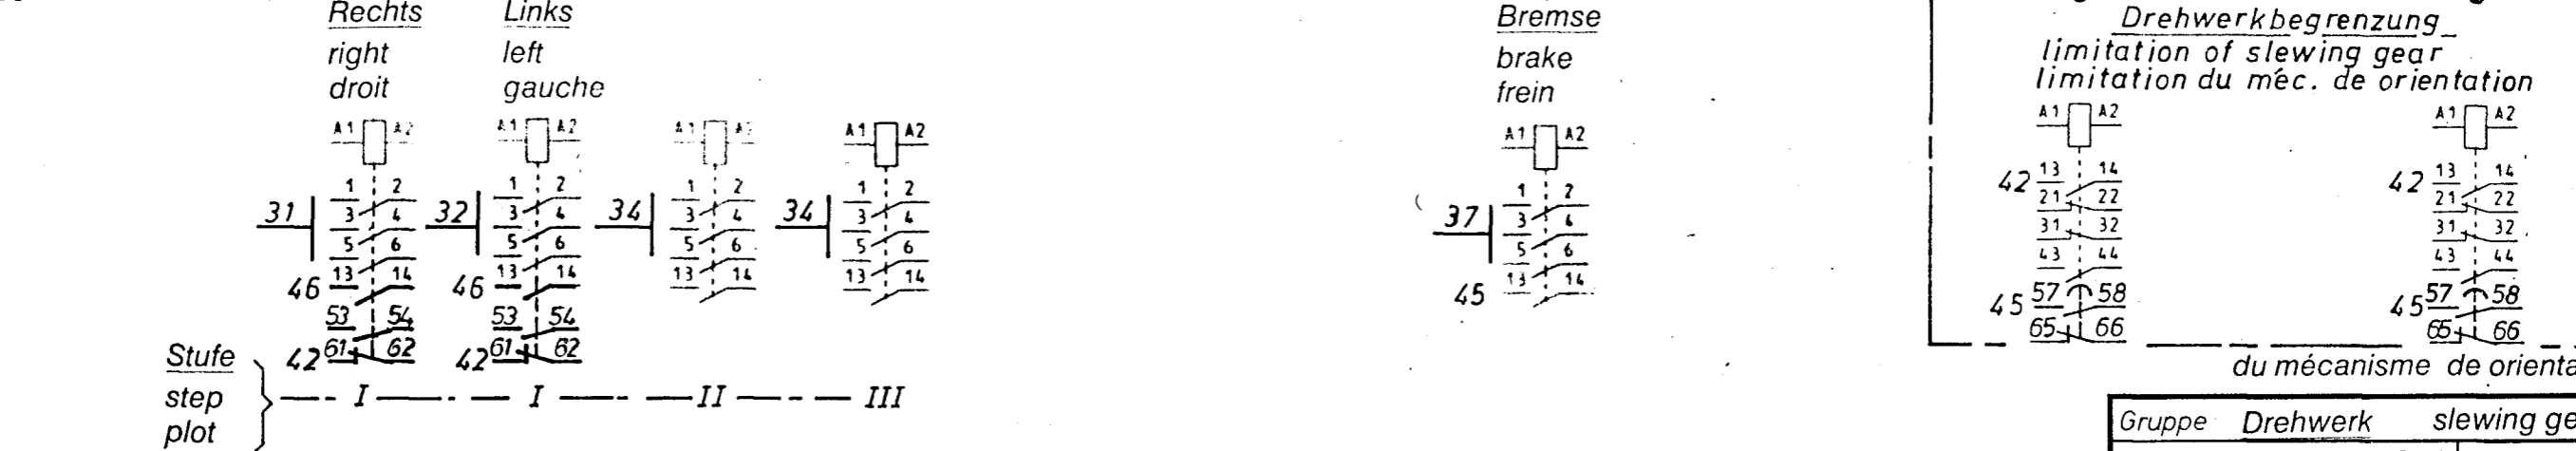 Rechts
right
droit
Links
left
gauche
Bremse
brake
frein
Drehwerkbegrenzung
limitation of slewing gear
limitation du méc. de orientation
A1 A2
1 2
31 3 4
5 6
13 14
46
53 54
42 61 62
A1 A2
1 2
32 3 4
5 6
13 14
46
53 54
42 61 62
A1
1 2
34 3 4
5 6
13 14
A1 A2
1 2
34 3 4
5 6
13 14
A1 A2
1 2
37 3 4
5 6
13 14
45
A1 A2
42 13 14
21 22
31 32
43 44
45 57 58
65 66
A1 A2
42 13 14
21 22
31 32
43 44
45 57 58
65 66
Stufe
step
plot
I I II III
du mécanisme de orienta
Gruppe Drehwerk slewing ge